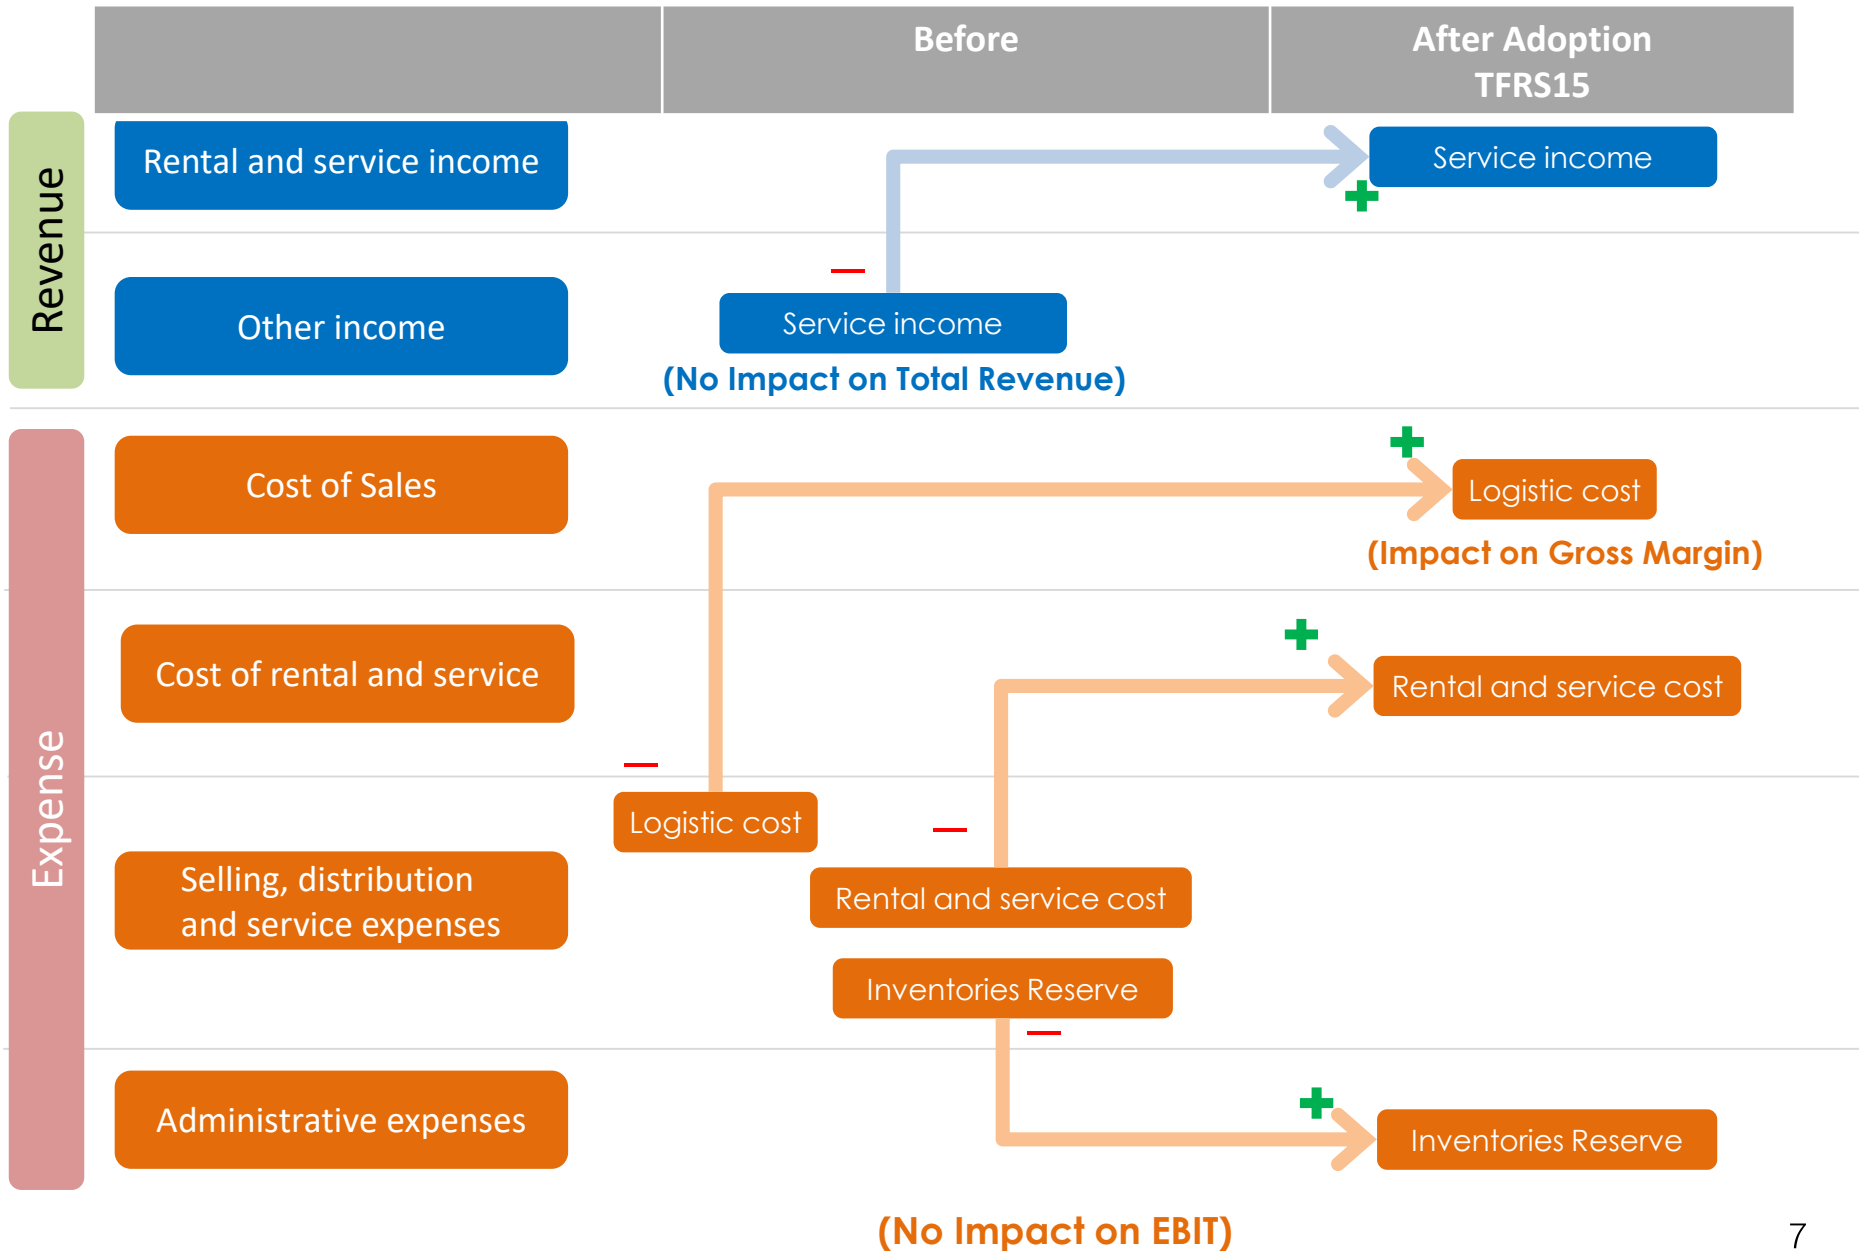 Before
After Adoption
TFRS15
Revenue
Rental and service income
Service income
Other income
Service income
(No Impact on Total Revenue)
Expense
Cost of Sales
Logistic cost
(Impact on Gross Margin)
Cost of rental and service
Rental and service cost
Logistic cost
Selling, distribution
and service expenses
Rental and service cost
Inventories Reserve
Administrative expenses
Inventories Reserve
(No Impact on EBIT)
7